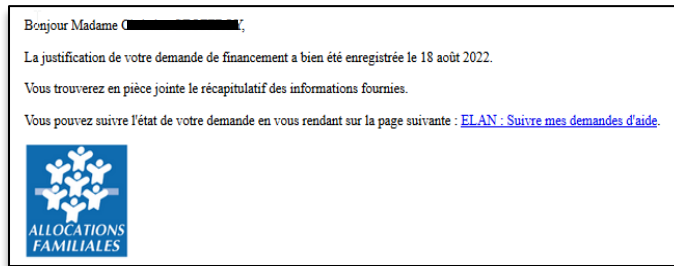 Bonjour Madame
La justification de votre demande de financement a bien été enregistrée le 18 août 2022.
Vous trouverez en pièce jointe le récapitulatif des informations fournies.
Vous pouvez suivre l'état de votre demande en vous rendant sur la page suivante : ELAN : Suivre mes demandes d'aide.
ALLOCATIONS
FAMILIALES